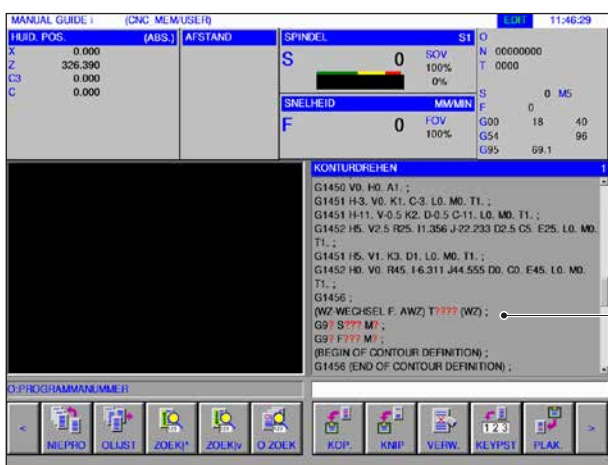 MANUAL GUIDE i (CNC MEM/USER) EDIT 11:46:29
HUID. POS. (ABS.) AFSTAND SPINDEL S1 O
X 0.000
Z 326.390
C3 0.000
C 0.000
S 0 SOV 100% 0%
N 00000000
T 0000
S 0 M5
F 0
G00 18 40
G54 96
G95 69.1
SNELHEID MM/MIN
F 0 FOV 100%
KONTURDREHEN 1
G1450 V0. H0. A1. ;
G1451 H-3. V0. K1. C-3. L0. M0. T1. ;
G1451 H-11. V-0.5 K2. D-0.5 C-11. L0. M0. T1. ;
G1452 H5. V2.5 R25. I1.356 J-22.233 D2.5 C5. E25. L0. M0.
T1. ;
G1451 H5. V1. K3. D1. L0. M0. T1. ;
G1452 H0. V0. R45. I-6.311 J44.555 D0. C0. E45. L0. M0.
T1. ;
G1456 ;
(WZ-WECHSEL F. AWZ) T???? (WZ) ;
G9? S??? M? ;
G9? F??? M? ;
(BEGIN OF CONTOUR DEFINITION) ;
G1456 (END OF CONTOUR DEFINITION) ;
O:PROGRAMMANUMMER
< NIEPRO OLIJST ZOEK|^ ZOEK|v O ZOEK KOP. KNIP VERW. KEYPST PLAK. >